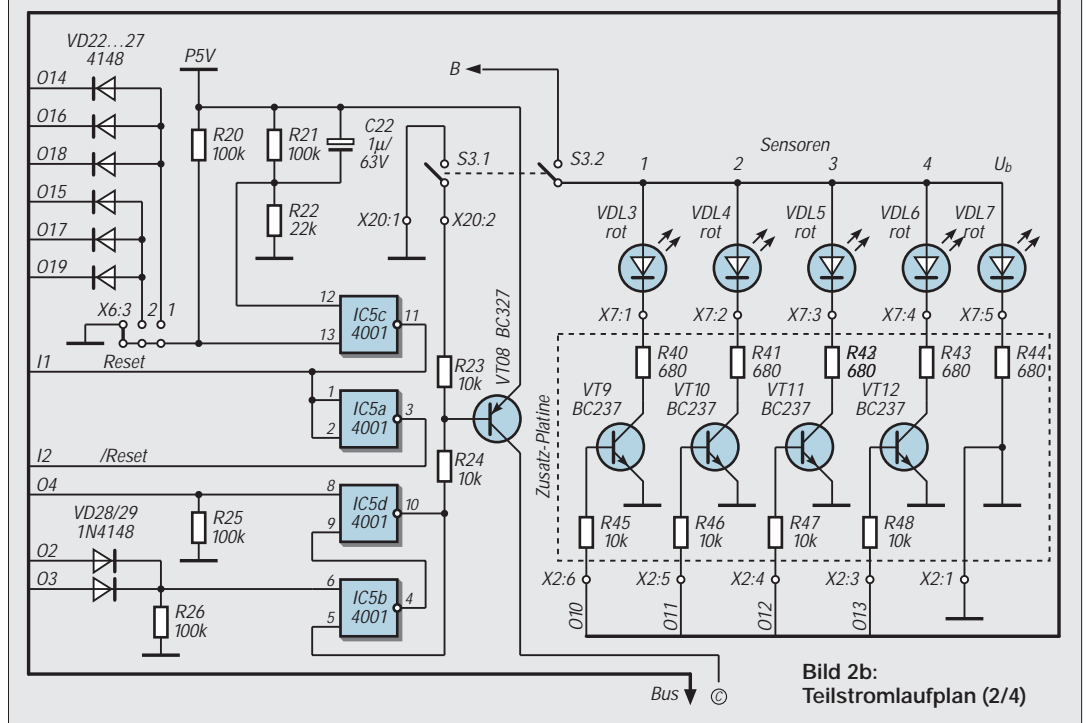 VD22...27
4148
P5V
B
O14
O16
O18
O15
O17
O19
R20
100k
R21
100k
C22
1µ/
63V
R22
22k
S3.1
S3.2
X20:1
X20:2
X6:3 2 1
Sensoren
1 2 3 4 Ub
VDL3
rot
VDL4
rot
VDL5
rot
VDL6
rot
VDL7
rot
X7:1
X7:2
X7:3
X7:4
X7:5
12
13
IC5c
4001
11
I1 Reset
1
2
IC5a
4001
3
I2 /Reset
R23
10k
VT08 BC327
R24
10k
O4
8
9
IC5d
4001
10
VD28/29
1N4148
R25
100k
O2
O3
6
5
IC5b
4001
4
R26
100k
Zusatz-Platine
R40
680
R41
680
R42
680
R43
680
R44
680
VT9
BC237
VT10
BC237
VT11
BC237
VT12
BC237
R45
10k
R46
10k
R47
10k
R48
10k
X2:6
X2:5
X2:4
X2:3
X2:1
O10
O11
O12
O13
Bus
©
Bild 2b:
Teilstromlaufplan (2/4)